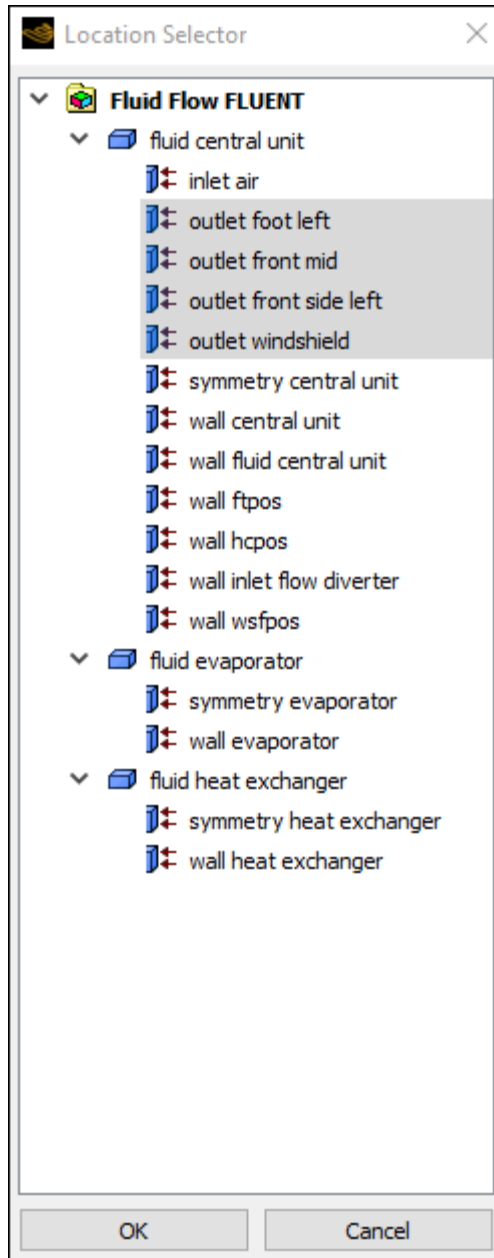 Location Selector
Fluid Flow FLUENT
fluid central unit
inlet air
outlet foot left
outlet front mid
outlet front side left
outlet windshield
symmetry central unit
wall central unit
wall fluid central unit
wall ftpos
wall hcpos
wall inlet flow diverter
wall wsfpos
fluid evaporator
symmetry evaporator
wall evaporator
fluid heat exchanger
symmetry heat exchanger
wall heat exchanger
OK Cancel